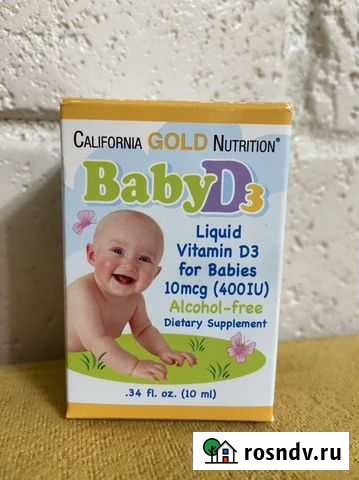 CALIFORNIA GOLD NUTRITION®
BabyD3
Liquid
Vitamin D3
for Babies
10mcg (400IU)
Alcohol-free
Dietary Supplement
.34 fl. oz. (10 ml)
rosndv.ru